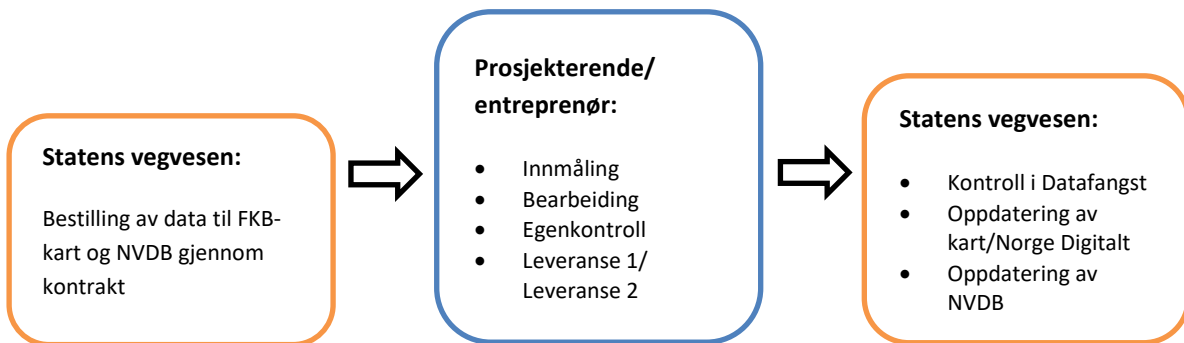 Statens vegvesen:
Bestilling av data til FKB-
kart og NVDB gjennom
kontrakt
Prosjekterende/
entreprenør:
• Innmåling
• Bearbeiding
• Egenkontroll
• Leveranse 1/
Leveranse 2
Statens vegvesen:
• Kontroll i Datafangst
• Oppdatering av
kart/Norge Digitalt
• Oppdatering av
NVDB